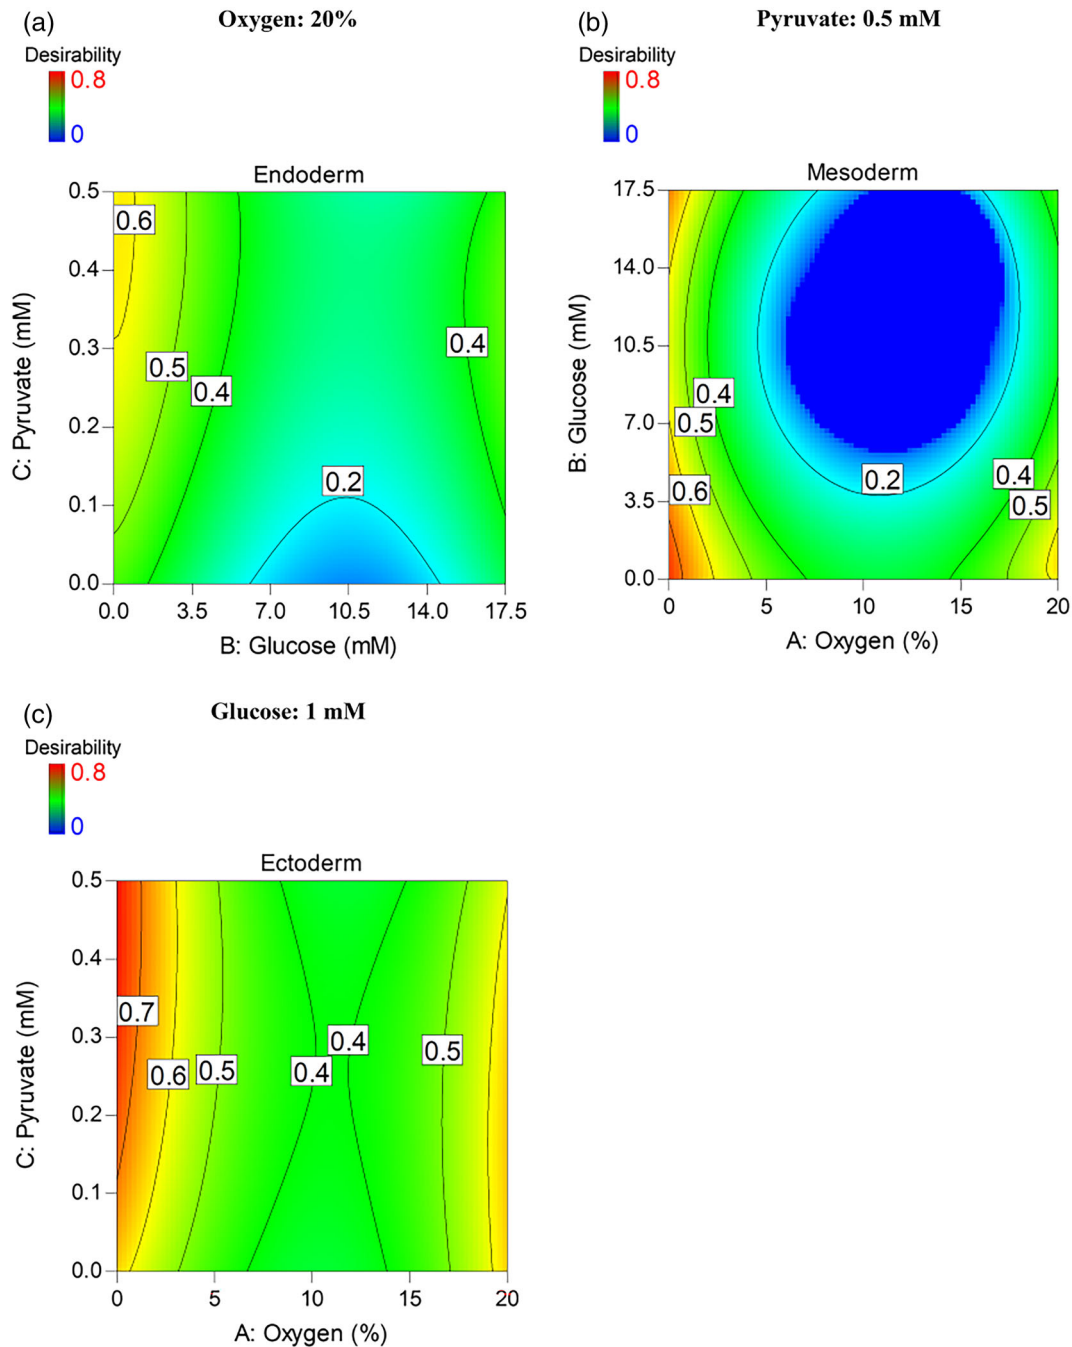 (a)
Oxygen: 20%
Desirability
0.8
0
Endoderm
0.5
0.4
0.3
0.2
0.1
0.0
C: Pyruvate (mM)
0.6
0.5
0.4
0.4
0.2
0.0 3.5 7.0 10.5 14.0 17.5
B: Glucose (mM)
(b)
Pyruvate: 0.5 mM
Desirability
0.8
0
Mesoderm
17.5
14.0
10.5
7.0
3.5
0.0
B: Glucose (mM)
0.4
0.5
0.6
0.2
0.4
0.5
0 5 10 15 20
A: Oxygen (%)
(c)
Glucose: 1 mM
Desirability
0.8
0
Ectoderm
0.5
0.4
0.3
0.2
0.1
0.0
C: Pyruvate (mM)
0.7
0.6
0.5
0.4
0.4
0.5
0 5 10 15 20
A: Oxygen (%)